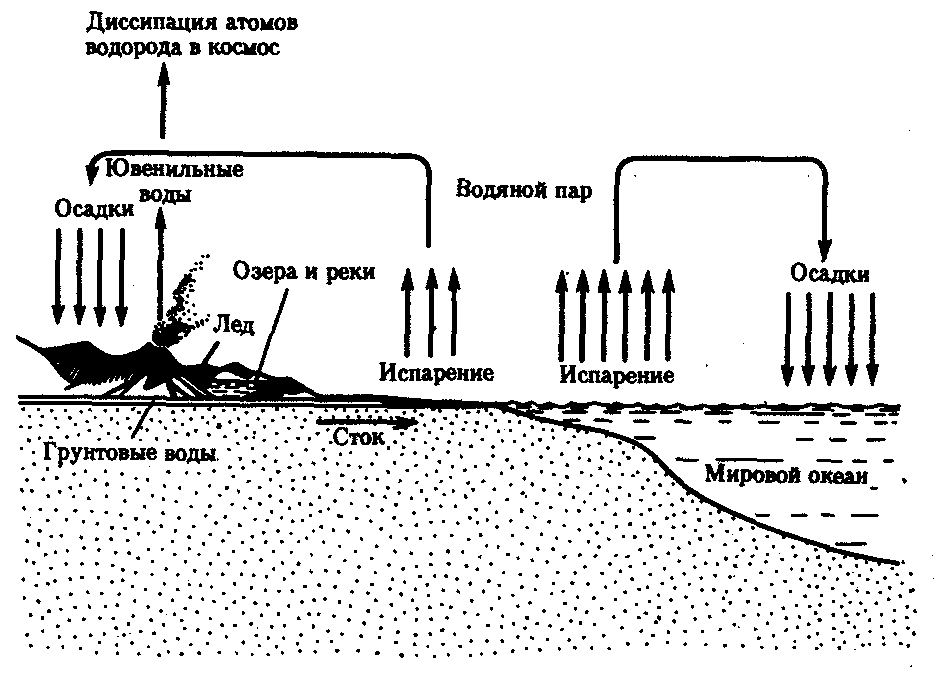 Диссипация атомов
водорода в космос
Ювенильные
воды
Водяной пар
Осадки
Озера и реки
Осадки
Лед
Испарение
Испарение
Сток
Грунтовые воды
Мировой океан